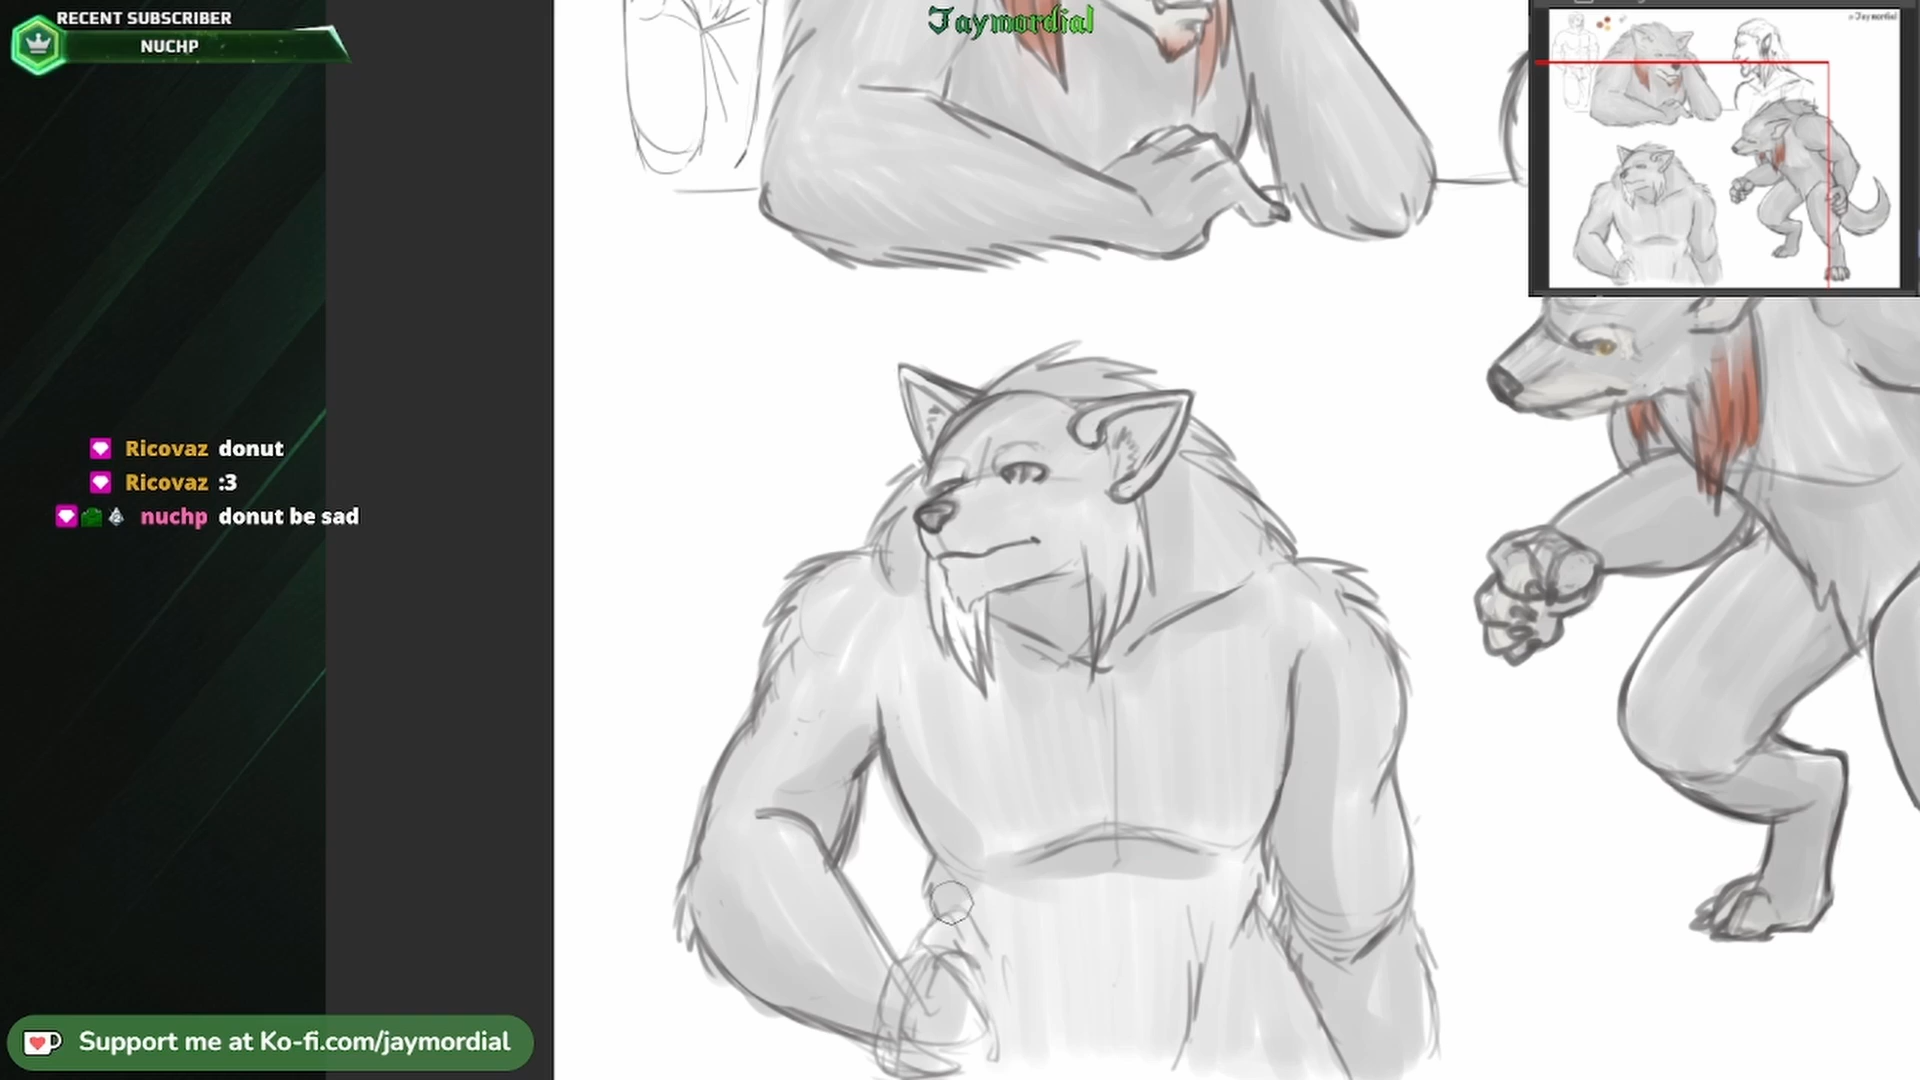 RECENT SUBSCRIBER
NUCHP
Jaymordial
Jaymordial
Ricovaz donut
Ricovaz :3
nuchp donut be sad
Support me at Ko-fi.com/jaymordial